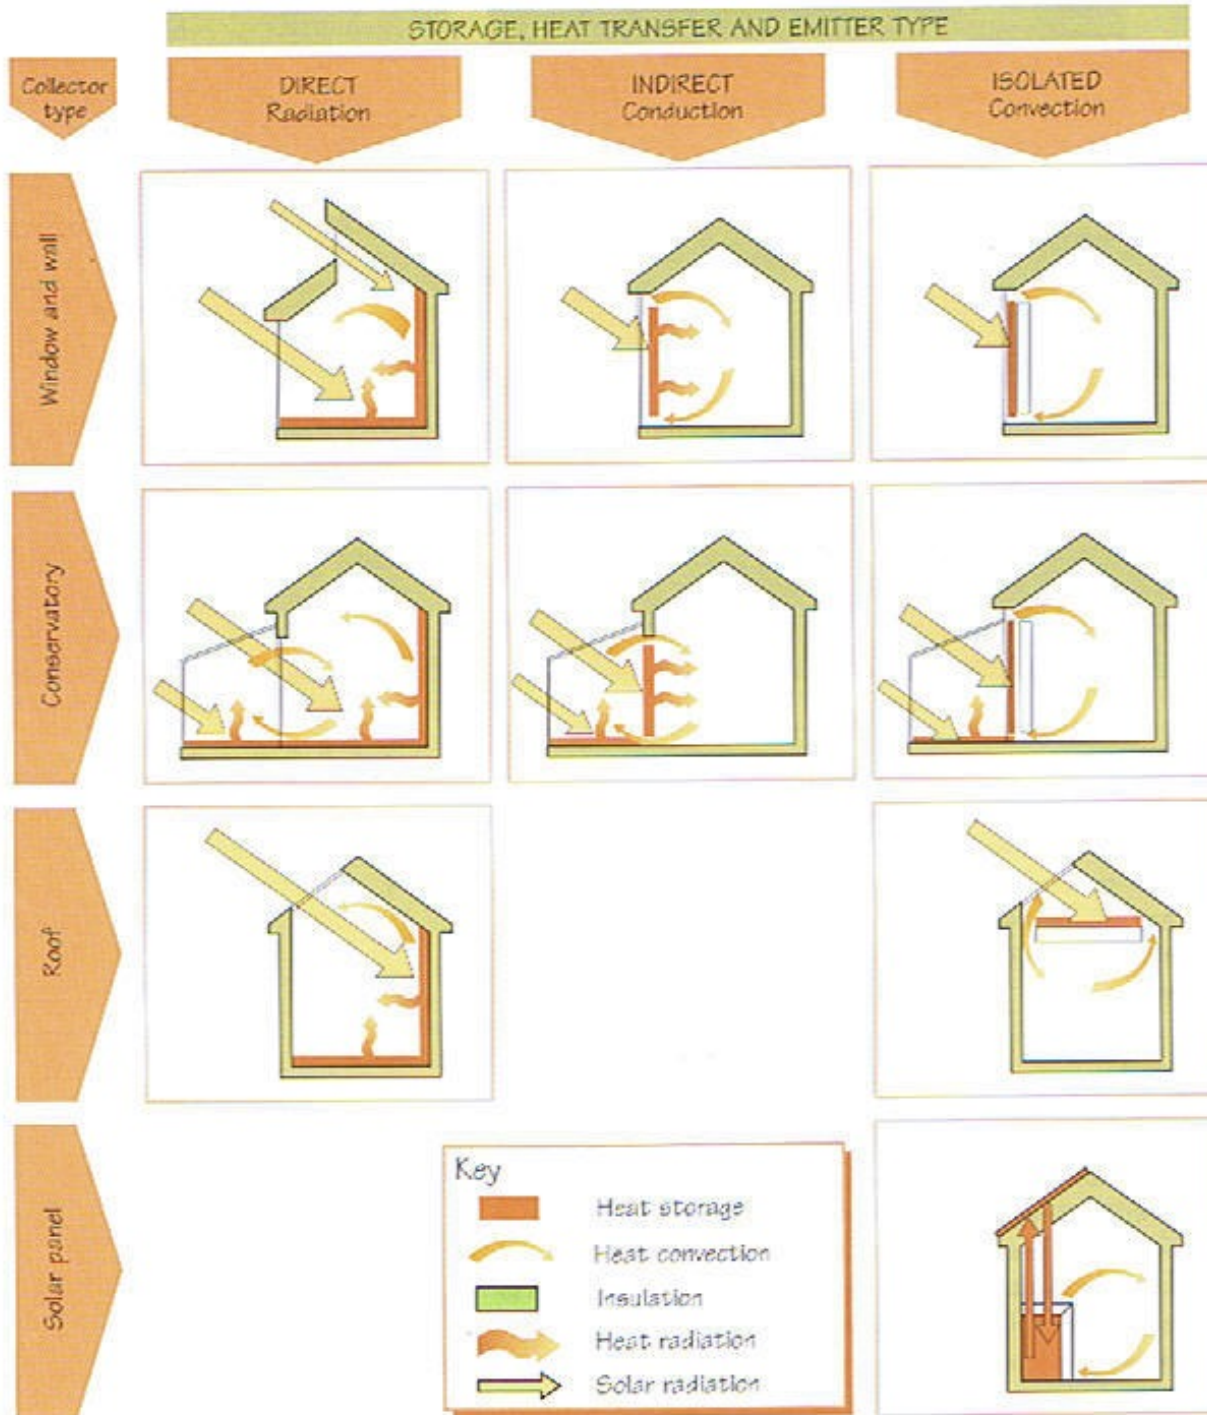 STORAGE, HEAT TRANSFER AND EMITTER TYPE
Collector
type
DIRECT
Radiation
INDIRECT
Conduction
ISOLATED
Convection
Window and wall
Conservatory
Roof
Solar panel
Key
Heat storage
Heat convection
Insulation
Heat radiation
Solar radiation